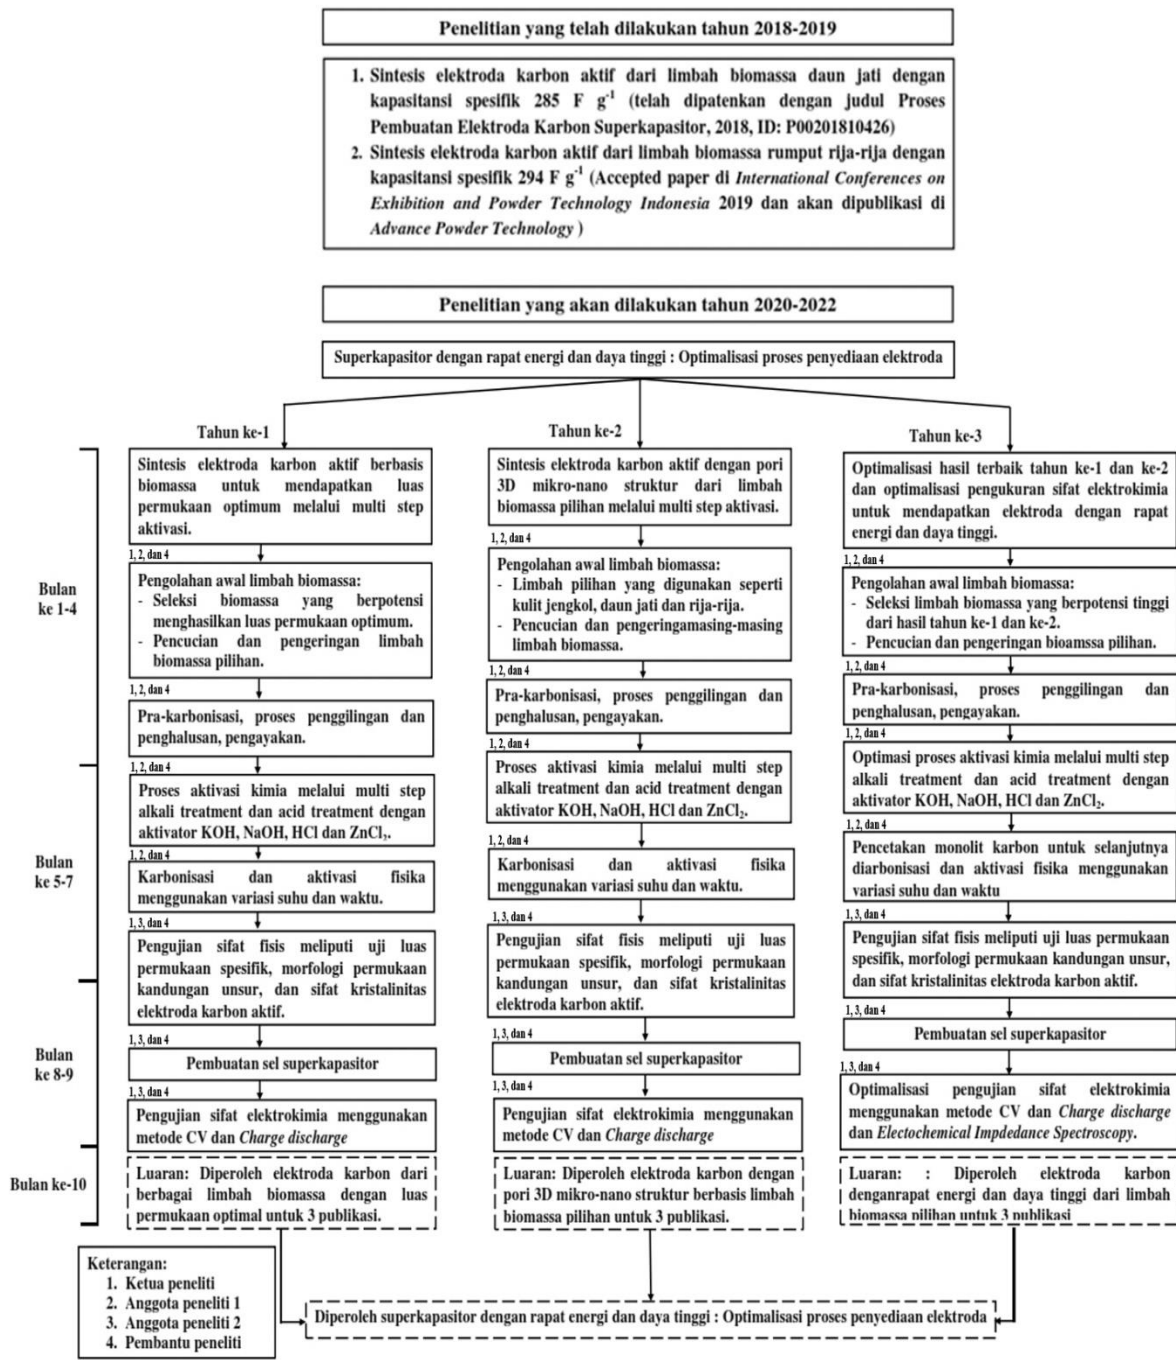 Penelitian yang telah dilakukan tahun 2018-2019
1. Sintesis elektroda karbon aktif dari limbah biomassa daun jati dengan
kapasitansi spesifik 285 F g-1 (telah dipatenkan dengan judul Proses
Pembuatan Elektroda Karbon Superkapasitor, 2018, ID: P00201810426)
2. Sintesis elektroda karbon aktif dari limbah biomassa rumput rija-rija dengan
kapasitansi spesifik 294 F g-1 (Accepted paper di International Conferences on
Exhibition and Powder Technology Indonesia 2019 dan akan dipublikasi di
Advance Powder Technology )
Penelitian yang akan dilakukan tahun 2020-2022
Superkapasitor dengan rapat energi dan daya tinggi : Optimalisasi proses penyediaan elektroda
Bulan
ke 1-4
Bulan
ke 5-7
Bulan
ke 8-9
Bulan ke-10
Tahun ke-1
Sintesis elektroda karbon aktif berbasis
biomassa untuk mendapatkan luas
permukaan optimum melalui multi step
aktivasi.
1, 2, dan 4
Pengolahan awal limbah biomassa:
- Seleksi biomassa yang berpotensi
menghasilkan luas permukaan optimum.
- Pencucian dan pengeringan limbah
biomassa pilihan.
1, 2, dan 4
Pra-karbonisasi, proses penggilingan dan
penghalusan, pengayakan.
1, 2, dan 4
Proses aktivasi kimia melalui multi step
alkali treatment dan acid treatment dengan
aktivator KOH, NaOH, HCl dan ZnCl2.
1, 2, dan 4
Karbonisasi dan aktivasi fisika
menggunakan variasi suhu dan waktu.
1, 3, dan 4
Pengujian sifat fisis meliputi uji luas
permukaan spesifik, morfologi permukaan
kandungan unsur, dan sifat kristalinitas
elektroda karbon aktif.
1, 3, dan 4
Pembuatan sel superkapasitor
1, 3, dan 4
Pengujian sifat elektrokimia menggunakan
metode CV dan Charge discharge
Luaran: Diperoleh elektroda karbon dari
berbagai limbah biomassa dengan luas
permukaan optimal untuk 3 publikasi.
Tahun ke-2
Sintesis elektroda karbon aktif dengan pori
3D mikro-nano struktur dari limbah
biomassa pilihan melalui multi step aktivasi.
1, 2, dan 4
Pengolahan awal limbah biomassa:
- Limbah pilihan yang digunakan seperti
kulit jengkol, daun jati dan rija-rija.
- Pencucian dan pengeringamasing-masing
limbah biomassa.
1, 2, dan 4
Pra-karbonisasi, proses penggilingan dan
penghalusan, pengayakan.
1, 2, dan 4
Proses aktivasi kimia melalui multi step
alkali treatment dan acid treatment dengan
aktivator KOH, NaOH, HCl dan ZnCl2.
1, 2, dan 4
Karbonisasi dan aktivasi fisika
menggunakan variasi suhu dan waktu.
1, 3, dan 4
Pengujian sifat fisis meliputi uji luas
permukaan spesifik, morfologi permukaan
kandungan unsur, dan sifat kristalinitas
elektroda karbon aktif.
1, 3, dan 4
Pembuatan sel superkapasitor
1, 3, dan 4
Pengujian sifat elektrokimia menggunakan
metode CV dan Charge discharge
Luaran: Diperoleh elektroda karbon dengan
pori 3D mikro-nano struktur berbasis limbah
biomassa pilihan untuk 3 publikasi.
Tahun ke-3
Optimalisasi hasil terbaik tahun ke-1 dan ke-2
dan optimalisasi pengukuran sifat elektrokimia
untuk mendapatkan elektroda dengan rapat
energi dan daya tinggi.
1, 2, dan 4
Pengolahan awal limbah biomassa:
- Seleksi limbah biomassa yang berpotensi tinggi
dari hasil tahun ke-1 dan ke-2.
- Pencucian dan pengeringan bioamssa pilihan.
1, 2, dan 4
Pra-karbonisasi, proses penggilingan dan
penghalusan, pengayakan.
1, 2, dan 4
Optimasi proses aktivasi kimia melalui multi step
alkali treatment dan acid treatment dengan
aktivator KOH, NaOH, HCl dan ZnCl2.
1, 2, dan 4
Pencetakan monolit karbon untuk selanjutnya
diarbonisasi dan aktivasi fisika menggunakan
variasi suhu dan waktu
1, 3, dan 4
Pengujian sifat fisis meliputi uji luas permukaan
spesifik, morfologi permukaan kandungan unsur,
dan sifat kristalinitas elektroda karbon aktif.
1, 3, dan 4
Pembuatan sel superkapasitor
1, 3, dan 4
Optimalisasi pengujian sifat elektrokimia
menggunakan metode CV dan Charge discharge
dan Electochemical Impdedance Spectroscopy.
Luaran: : Diperoleh elektroda karbon
denganrapat energi dan daya tinggi dari limbah
biomassa pilihan untuk 3 publikasi
Keterangan:
1. Ketua peneliti
2. Anggota peneliti 1
3. Anggota peneliti 2
4. Pembantu peneliti
Diperoleh superkapasitor dengan rapat energi dan daya tinggi : Optimalisasi proses penyediaan elektroda